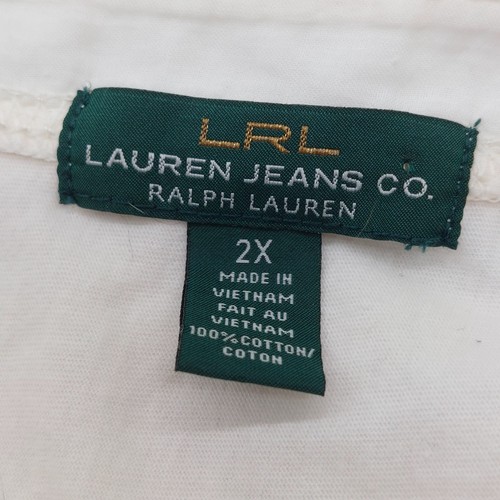 LRL
LAUREN JEANS CO.
RALPH LAUREN
2X
MADE IN
VIETNAM
FAIT AU
VIETNAM
100% COTTON/
COTON